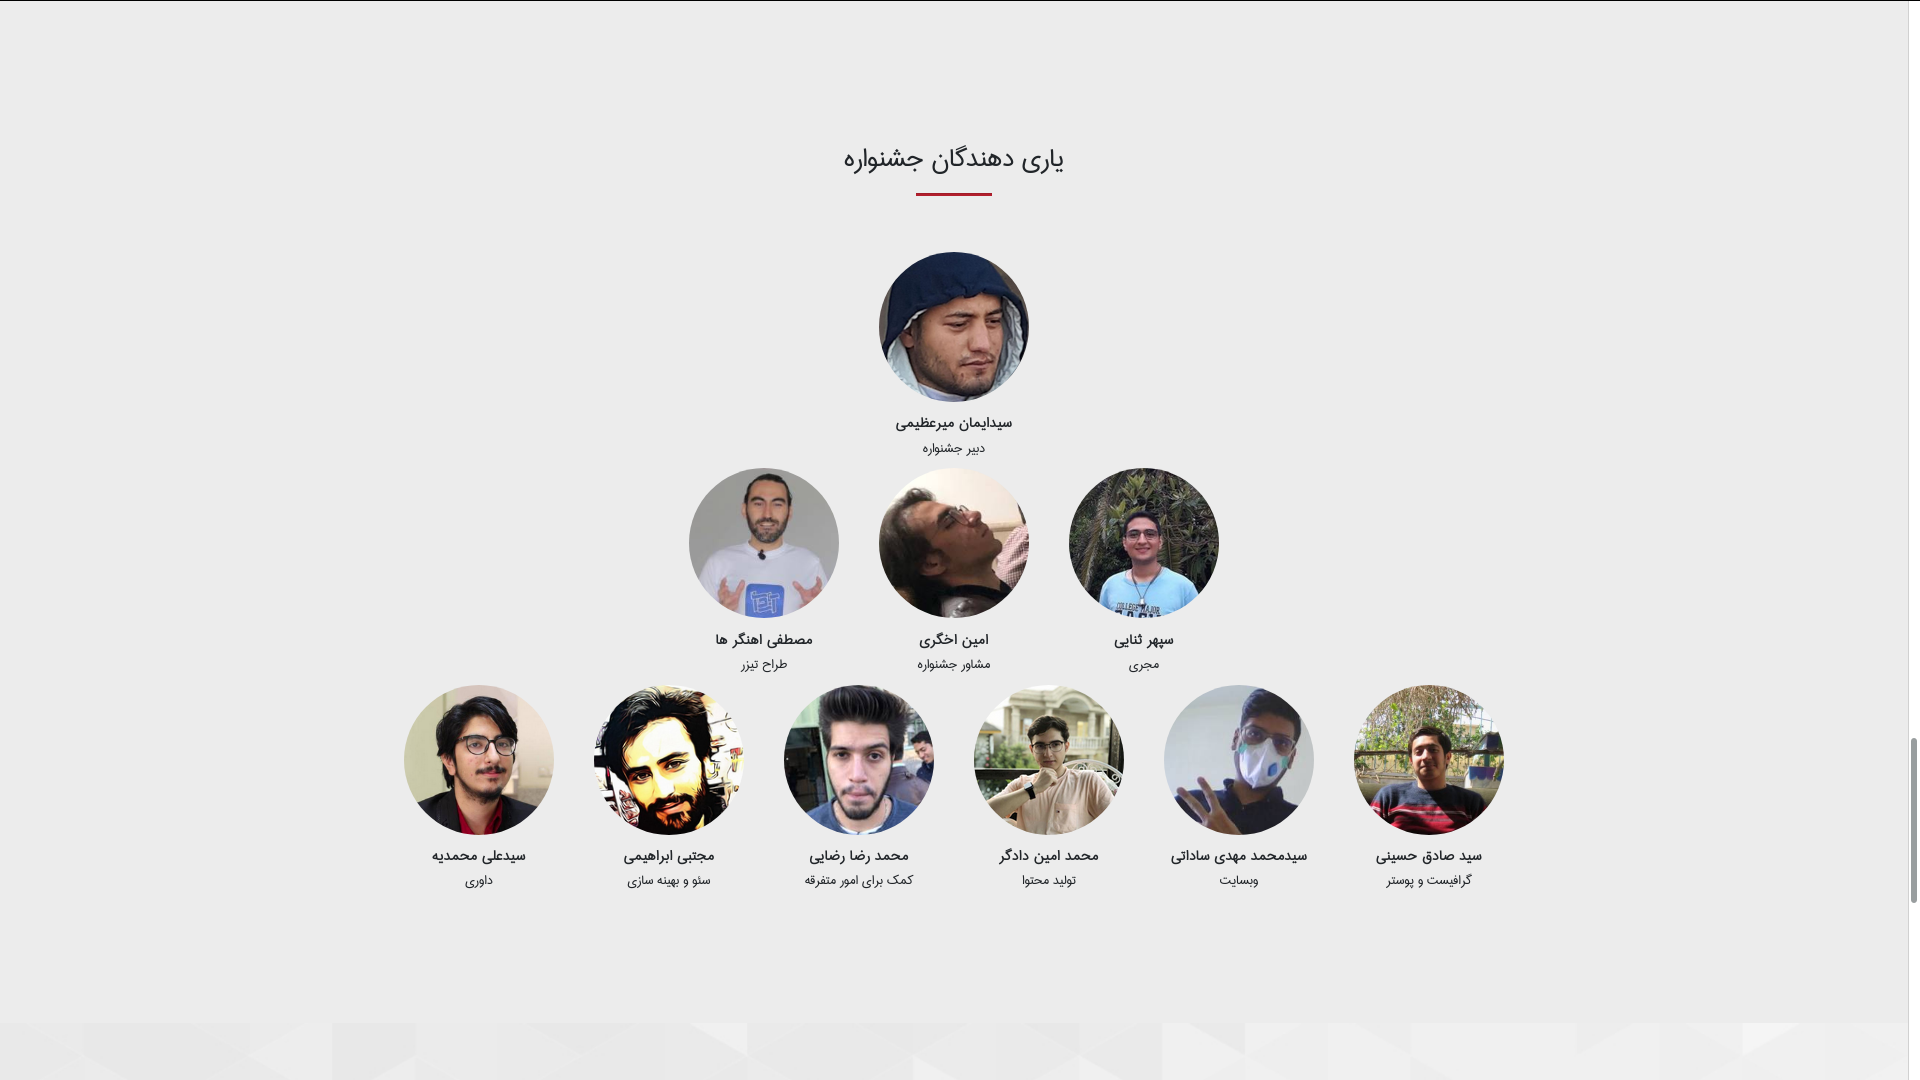 یاری دهندگان جشنواره
سیدایمان میرعظیمی
دبیر جشنواره
سپهر ثنایی
مجری
امین اخگری
مشاور جشنواره
مصطفی اهنگر ها
طراح تیزر
سید صادق حسینی
گرافیست و پوستر
سیدمحمد مهدی ساداتی
وبسایت
محمد امین دادگر
تولید محتوا
محمد رضا رضایی
کمک برای امور متفرقه
مجتبی ابراهیمی
سئو و بهینه سازی
سیدعلی محمدیه
داوری
COLLEGE MAJOR